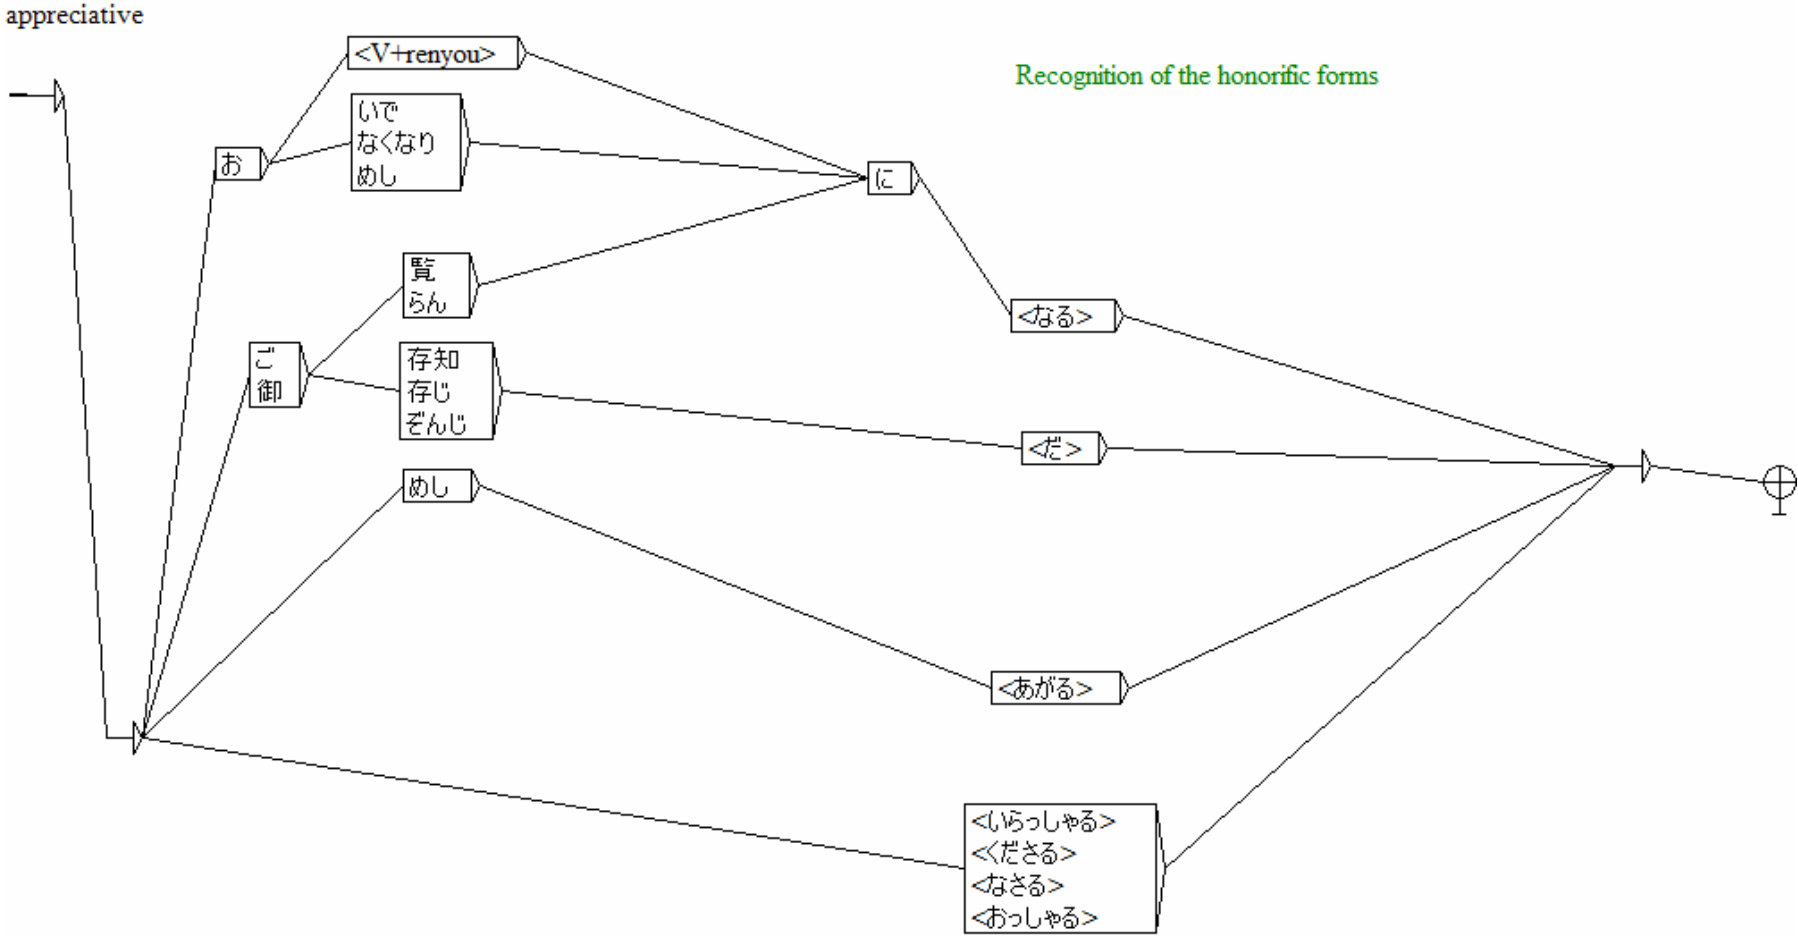 appreciative
<V+renyou>
Recognition of the honorific forms
いで
なくなり
めし
お
に
覧
らん
<なる>
ご
御
存知
存じ
ぞんじ
<だ>
めし
<あがる>
<いらっしゃる>
<くださる>
<なさる>
<おっしゃる>